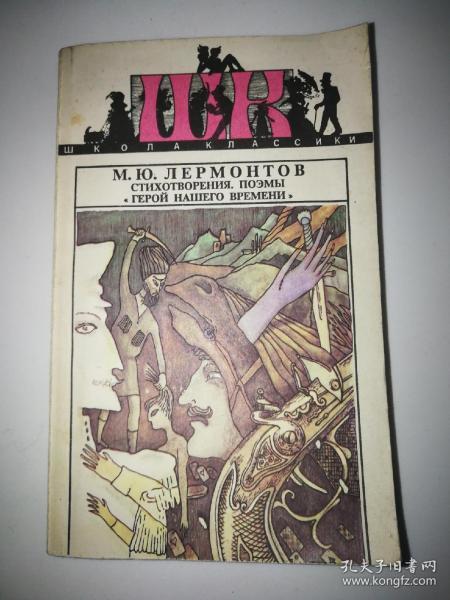 ШК
ШКОЛА КЛАССИКИ
М. Ю. ЛЕРМОНТОВ
СТИХОТВОРЕНИЯ. ПОЭМЫ
«ГЕРОЙ НАШЕГО ВРЕМЕНИ»
孔夫子旧书网
www.kongfz.com